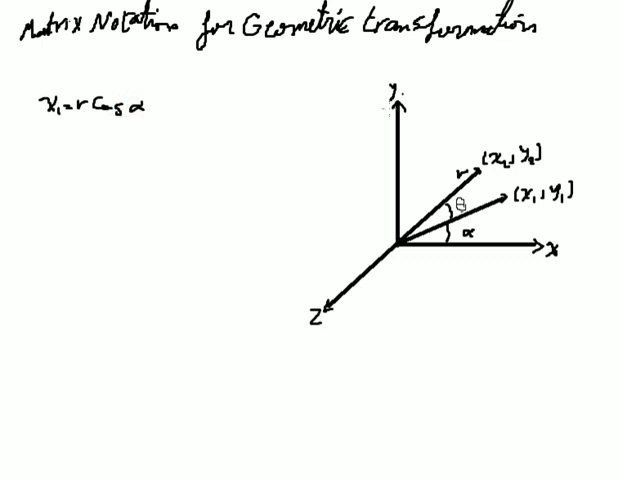 Matrix Notation for Geometric transformation
x₁=r Cos α
y
r (x₂, y₂]
(x₁, y₁]
θ
α
x
Z